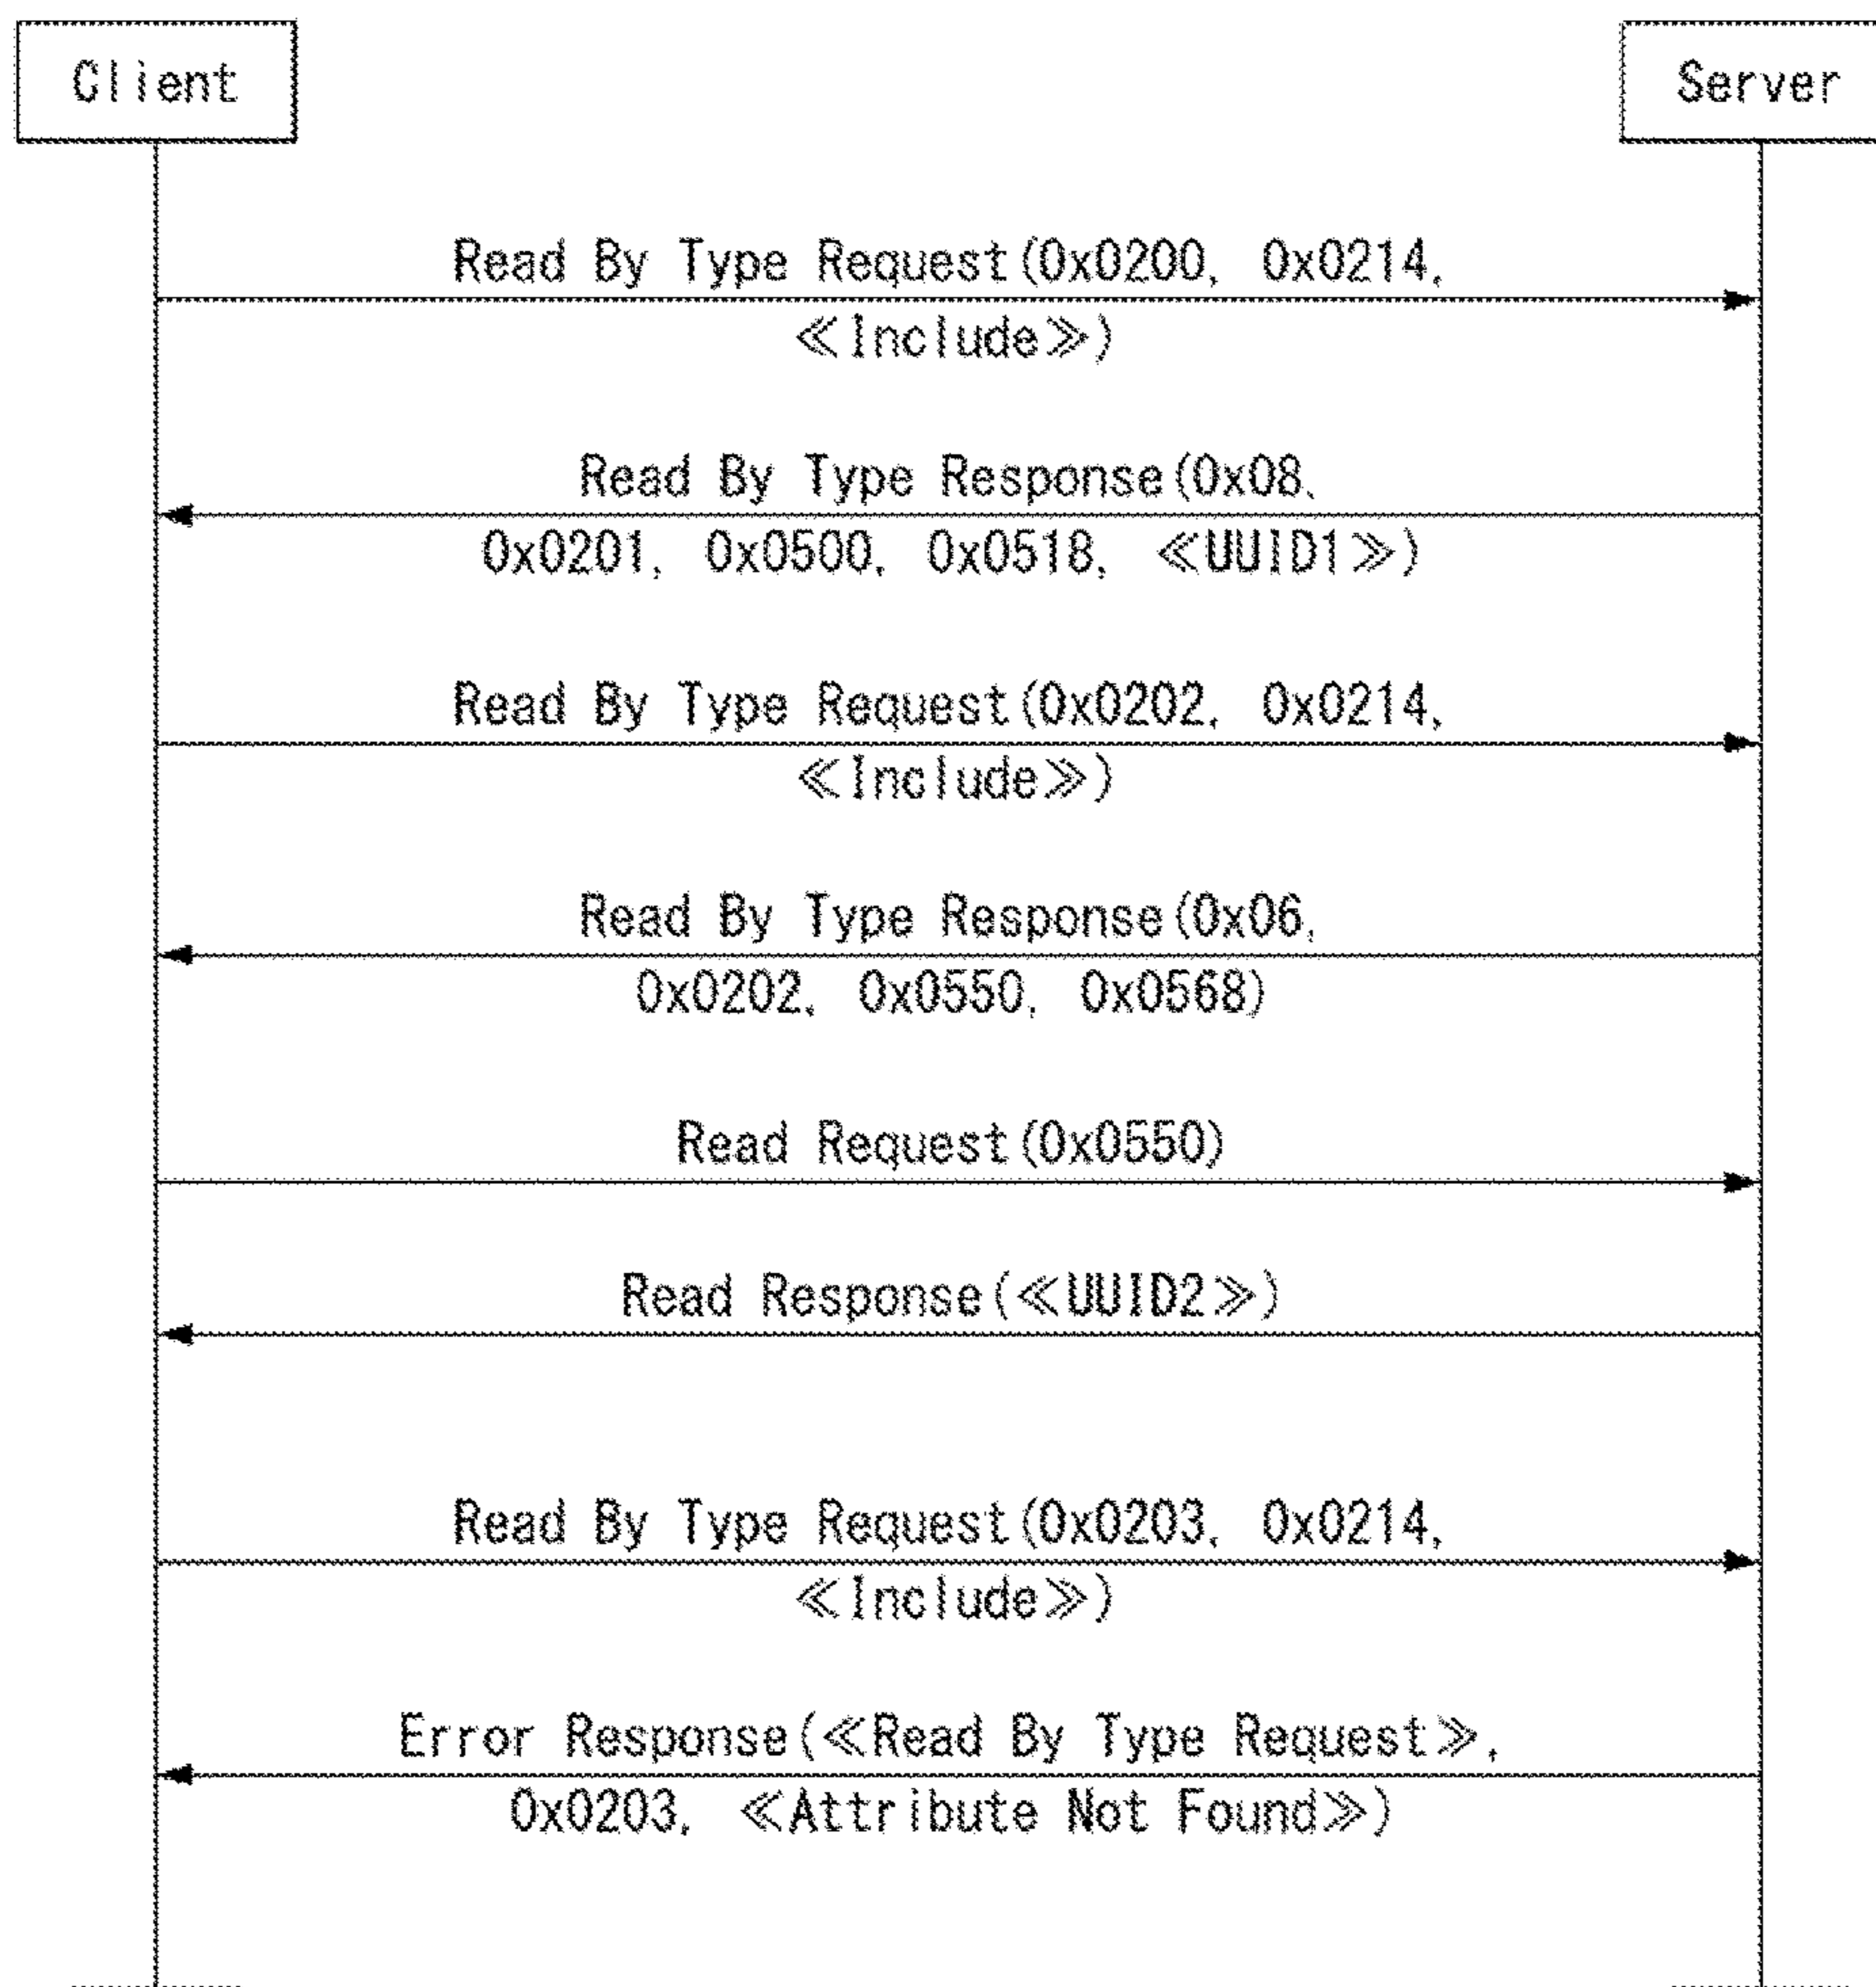 Client
Server
Read By Type Request(0x0200, 0x0214,
≪Include≫)
Read By Type Response(0x08,
0x0201, 0x0500, 0x0518, ≪UUID1≫)
Read By Type Request(0x0202, 0x0214,
≪Include≫)
Read By Type Response(0x06,
0x0202, 0x0550, 0x0568)
Read Request(0x0550)
Read Response(≪UUID2≫)
Read By Type Request(0x0203, 0x0214,
≪Include≫)
Error Response(≪Read By Type Request≫,
0x0203, ≪Attribute Not Found≫)